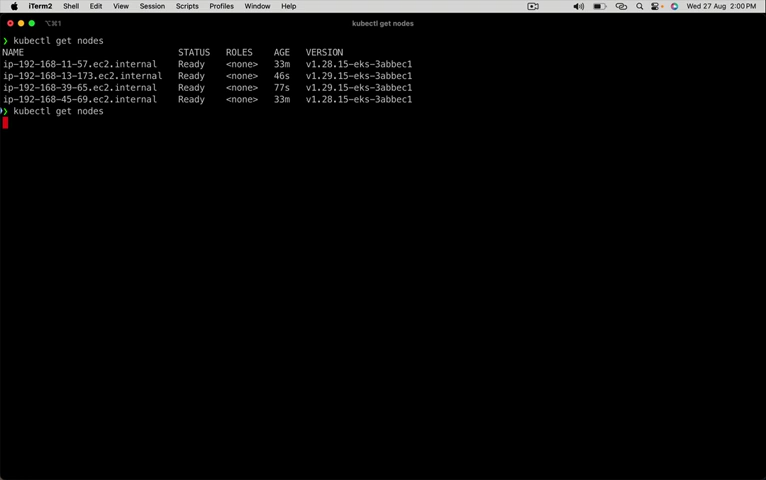 iTerm2 Shell Edit View Session Scripts Profiles Window Help Wed 27 Aug 2:00 PM
⌥⌘1 kubectl get nodes
❯ kubectl get nodes
NAME STATUS ROLES AGE VERSION
ip-192-168-11-57.ec2.internal Ready <none> 33m v1.28.15-eks-3abbec1
ip-192-168-13-173.ec2.internal Ready <none> 46s v1.29.15-eks-3abbec1
ip-192-168-39-65.ec2.internal Ready <none> 77s v1.29.15-eks-3abbec1
ip-192-168-45-69.ec2.internal Ready <none> 33m v1.28.15-eks-3abbec1
❯ kubectl get nodes